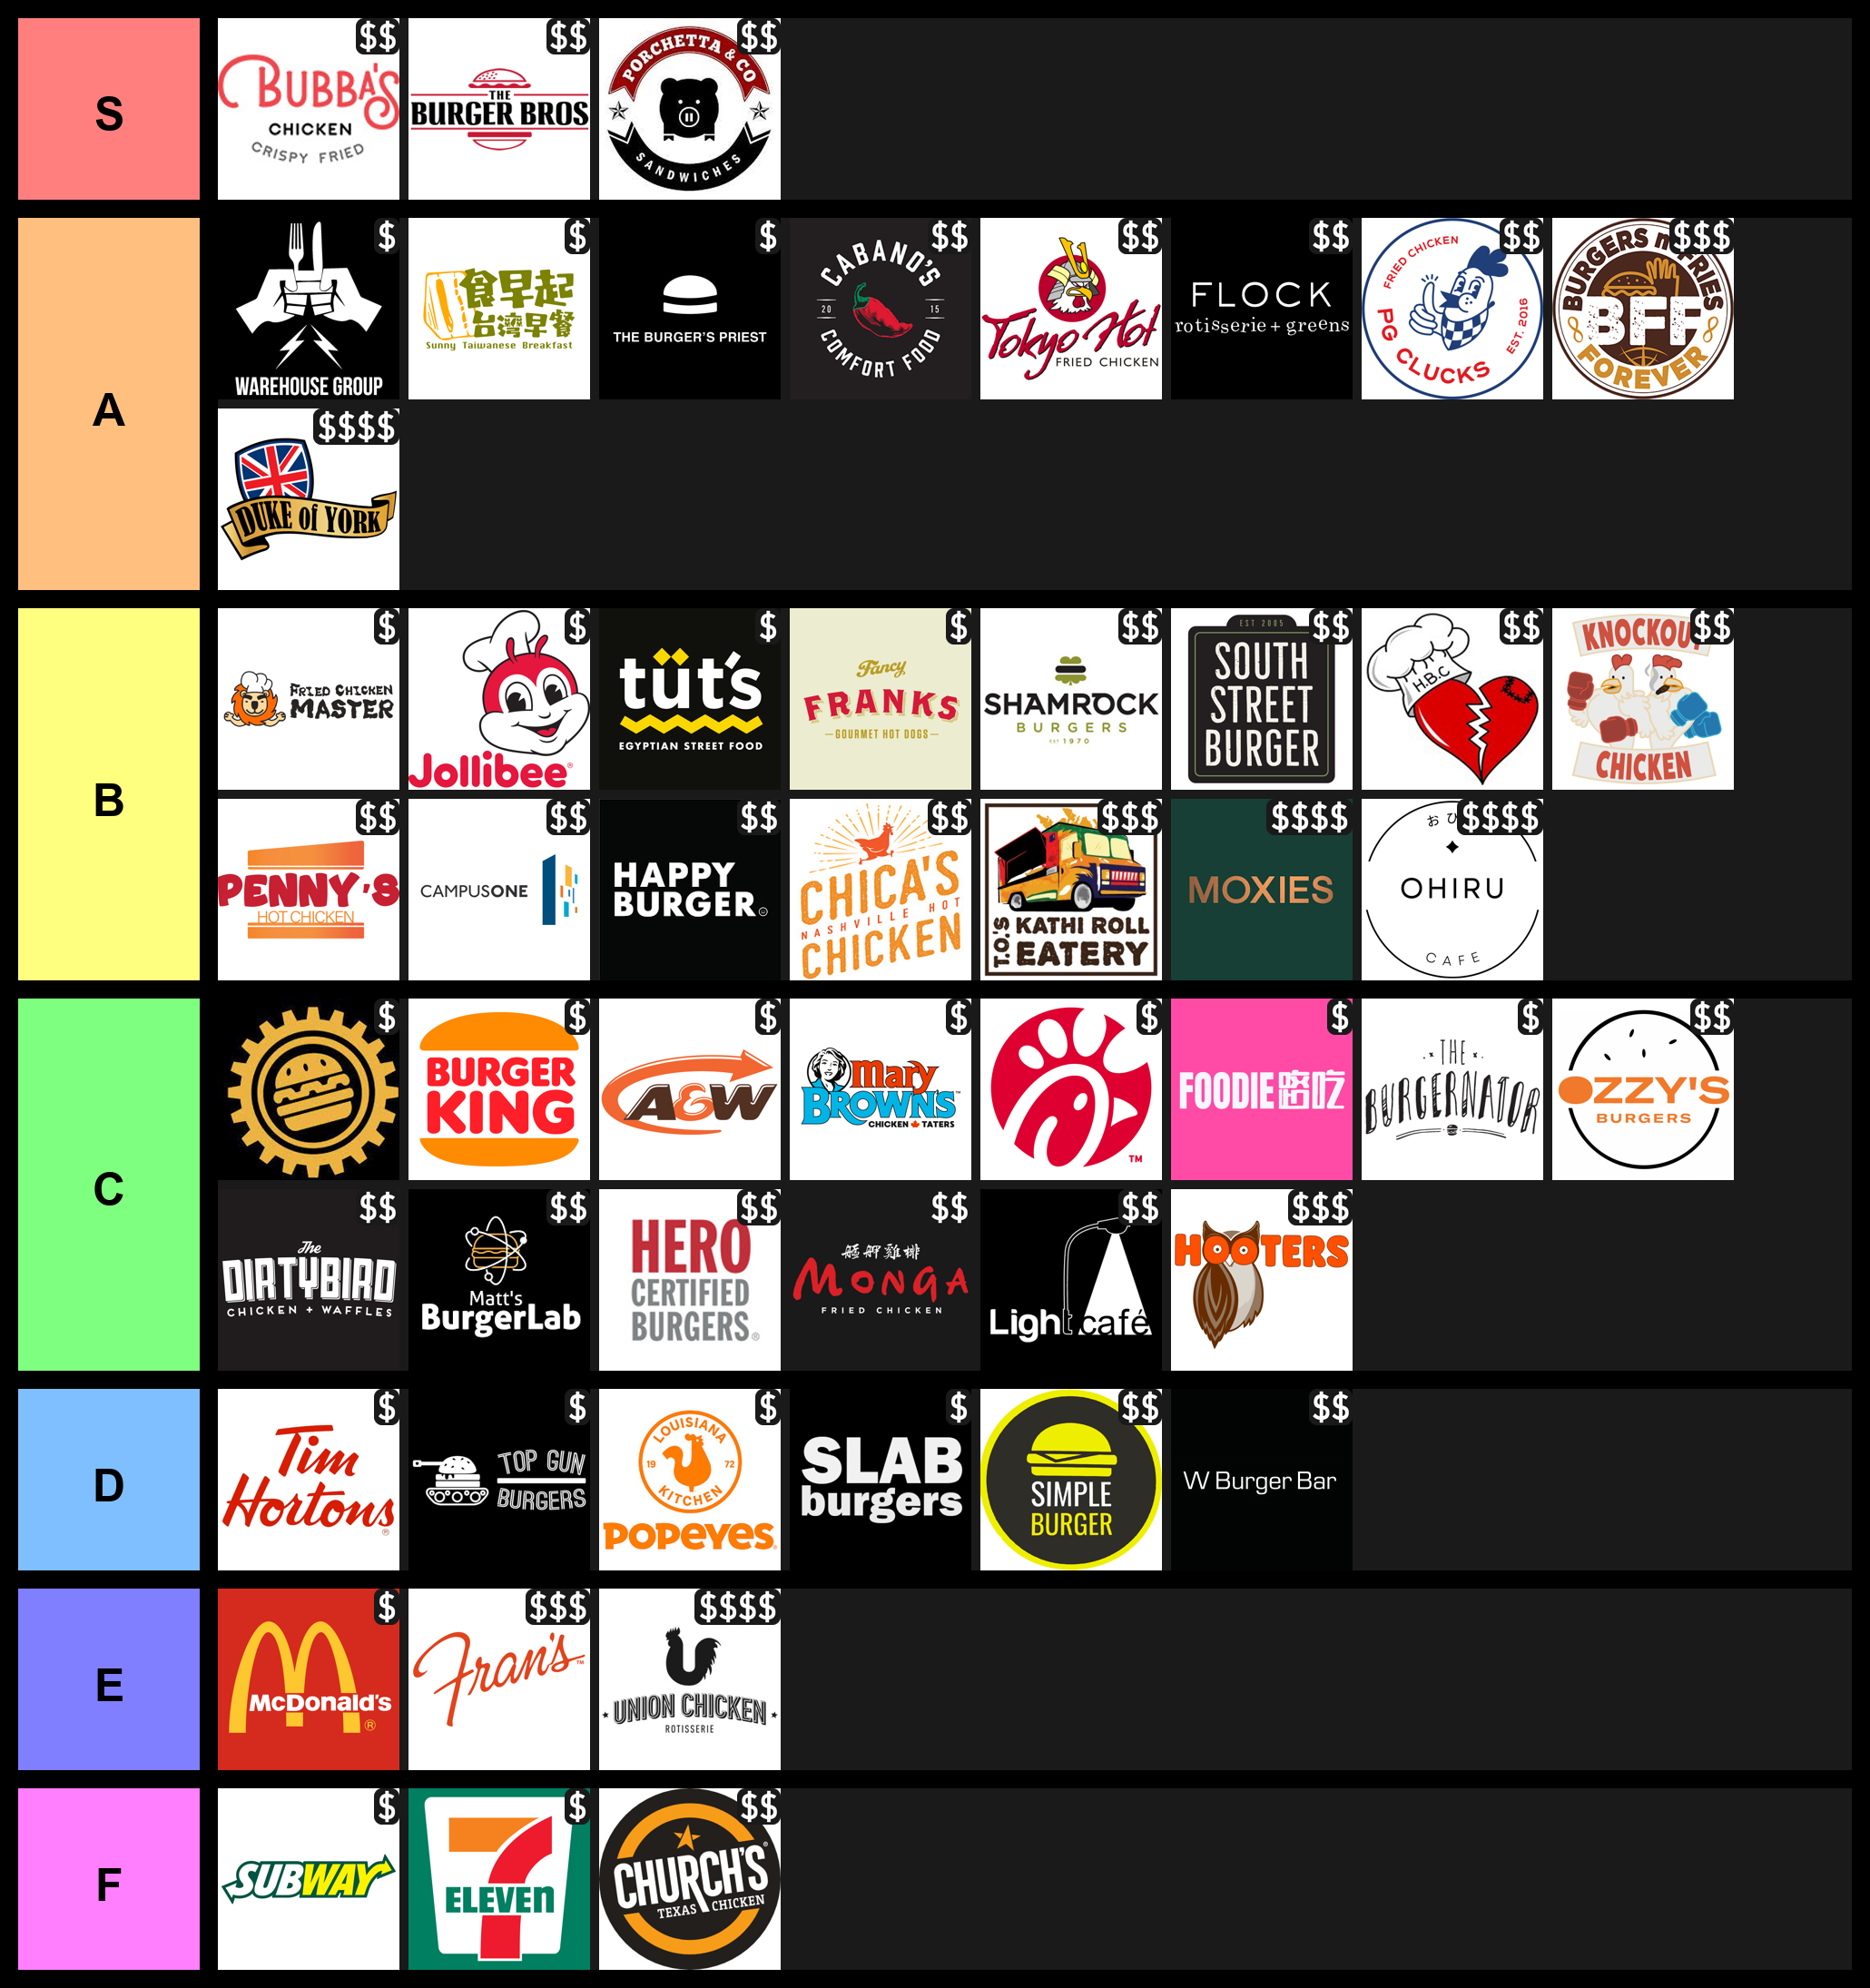 S
$$
BUBBA'S
CHICKEN
CRISPY FRIED
$$
THE
BURGER BROS
$$
PORCHETTA & CO
SANDWICHES
A
$
WAREHOUSE GROUP
$
食早起
台灣早餐
Sunny Taiwanese Breakfast
$
THE BURGER'S PRIEST
$$
CABANO'S
20 15
COMFORT FOOD
$$
Tokyo Hot
FRIED CHICKEN
$$
FLOCK
rotisserie + greens
$$
FRIED CHICKEN
PG CLUCKS
EST. 2016
$$$
BURGERS n' FRIES
BFF
FOREVER
$$$$
DUKE of YORK
B
$
FRIED CHICKEN
MASTER
$
Jollibee®
$
tüt's
EGYPTIAN STREET FOOD
$
Fancy
FRANKS
GOURMET HOT DOGS
$$
SHAMROCK
BURGERS
EST 1970
$$
EST 2005
SOUTH
STREET
BURGER
$$
H.B.C
$$
KNOCKOUT
CHICKEN
$$
PENNY'S
HOT CHICKEN
$$
CAMPUSONE
$$
HAPPY
BURGER
$$
CHICA'S
NASHVILLE HOT
CHICKEN
$$$
T.O.'S
KATHI ROLL
EATERY
$$$$
MOXIES
$$$$
おひ
OHIRU
CAFE
C
$
$
BURGER
KING
$
A&W
$
mary
BROWN'S™
CHICKEN TATERS
$
™
$
FOODIE
$
THE
BURGERNATOR
$$
OZZY'S
BURGERS
$$
The
DIRTYBIRD
CHICKEN + WAFFLES
$$
Matt's
BurgerLab
$$
HERO
CERTIFIED
BURGERS®
$$
艋舺雞排
MONGA
FRIED CHICKEN
$$
Light café
$$$
HOOTERS
D
$
Tim
Hortons®
$
TOP GUN
BURGERS
$
LOUISIANA
19 72
KITCHEN
POPEYES
$
SLAB
burgers
$$
SIMPLE
BURGER
$$
W Burger Bar
E
$
McDonald's
®
$$$
Fran's™
$$$$
UNION CHICKEN
ROTISSERIE
F
$
SUBWAY
$
7
ELEVEn
$$
CHURCH'S
TEXAS CHICKEN